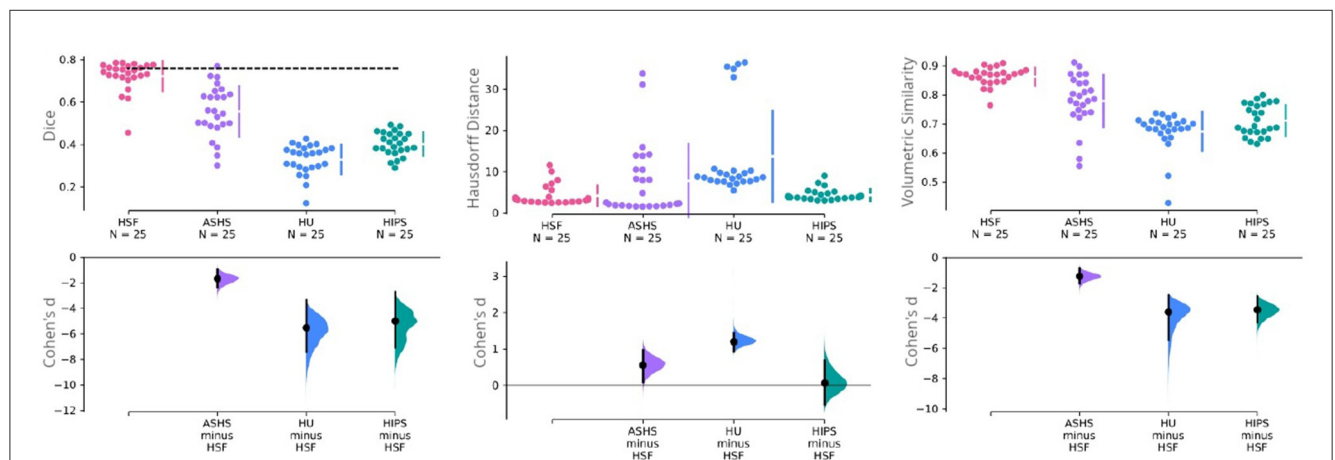 Dice
0.8
0.6
0.4
0.2
HSF
N = 25
ASHS
N = 25
HU
N = 25
HIPS
N = 25
Hausdorff Distance
30
20
10
0
HSF
N = 25
ASHS
N = 25
HU
N = 25
HIPS
N = 25
Volumetric Similarity
0.9
0.8
0.7
0.6
0.5
HSF
N = 25
ASHS
N = 25
HU
N = 25
HIPS
N = 25
Cohen's d
0
−2
−4
−6
−8
−10
−12
ASHS
minus
HSF
HU
minus
HSF
HIPS
minus
HSF
Cohen's d
3
2
1
0
ASHS
minus
HSF
HU
minus
HSF
HIPS
minus
HSF
Cohen's d
0
−2
−4
−6
−8
−10
ASHS
minus
HSF
HU
minus
HSF
HIPS
minus
HSF